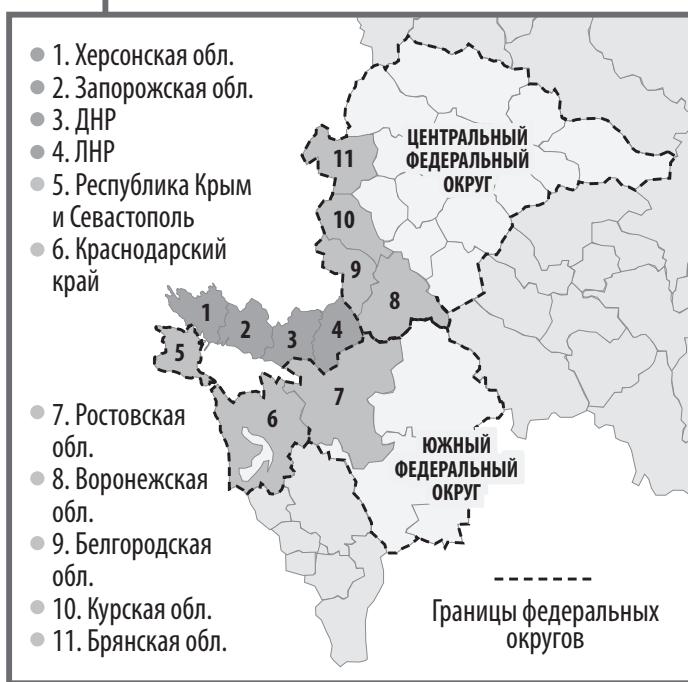 1. Херсонская обл.
2. Запорожская обл.
3. ДНР
4. ЛНР
5. Республика Крым
и Севастополь
6. Краснодарский
край
7. Ростовская
обл.
8. Воронежская
обл.
9. Белгородская
обл.
10. Курская обл.
11. Брянская обл.
ЦЕНТРАЛЬНЫЙ
ФЕДЕРАЛЬНЫЙ
ОКРУГ
11
10
9
8
1
2
3
4
5
6
7
ЮЖНЫЙ
ФЕДЕРАЛЬНЫЙ
ОКРУГ
Границы федеральных
округов